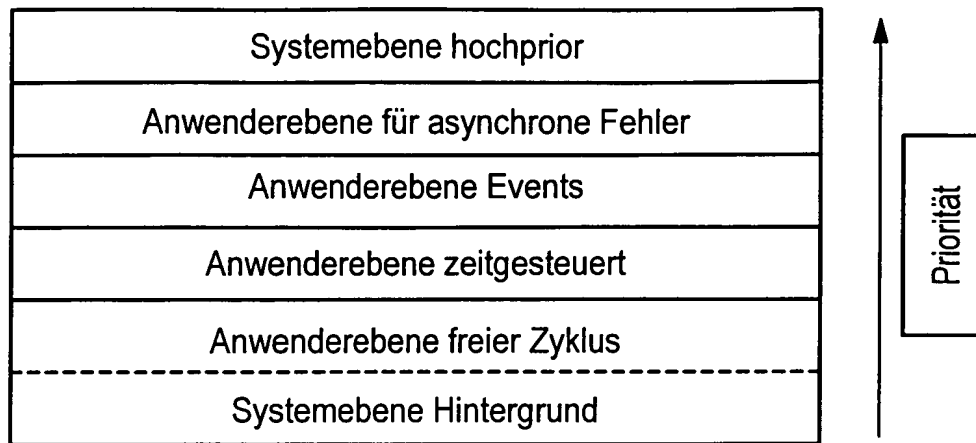 Systemebene hochprior
Anwenderebene für asynchrone Fehler
Anwenderebene Events
Anwenderebene zeitgesteuert
Anwenderebene freier Zyklus
Systemebene Hintergrund
Priorität